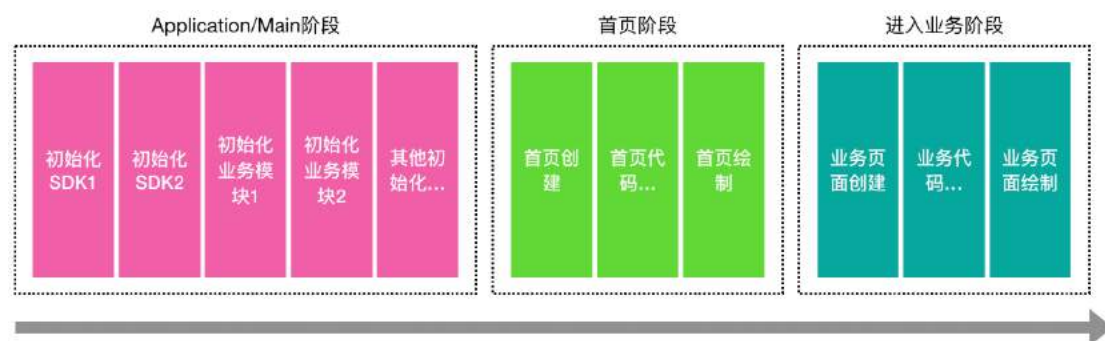 Application/Main阶段
首页阶段
进入业务阶段
初始化
SDK1
初始化
SDK2
初始化
业务模
块1
初始化
业务模
块2
其他初
始化...
首页创
建
首页代
码...
首页绘
制
业务页
面创建
业务代
码...
业务页
面绘制